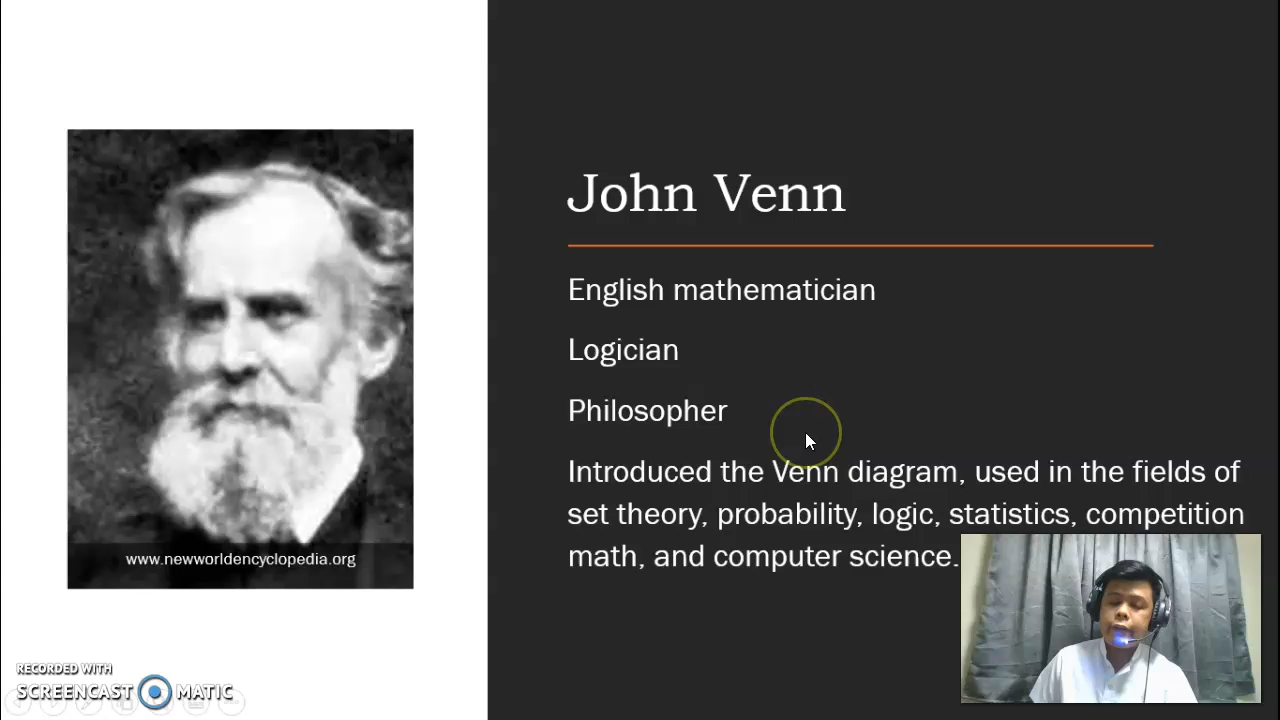 John Venn
English mathematician
Logician
Philosopher
Introduced the Venn diagram, used in the fields of
set theory, probability, logic, statistics, competition
math, and computer science.
www.newworldencyclopedia.org
RECORDED WITH
SCREENCAST MATIC